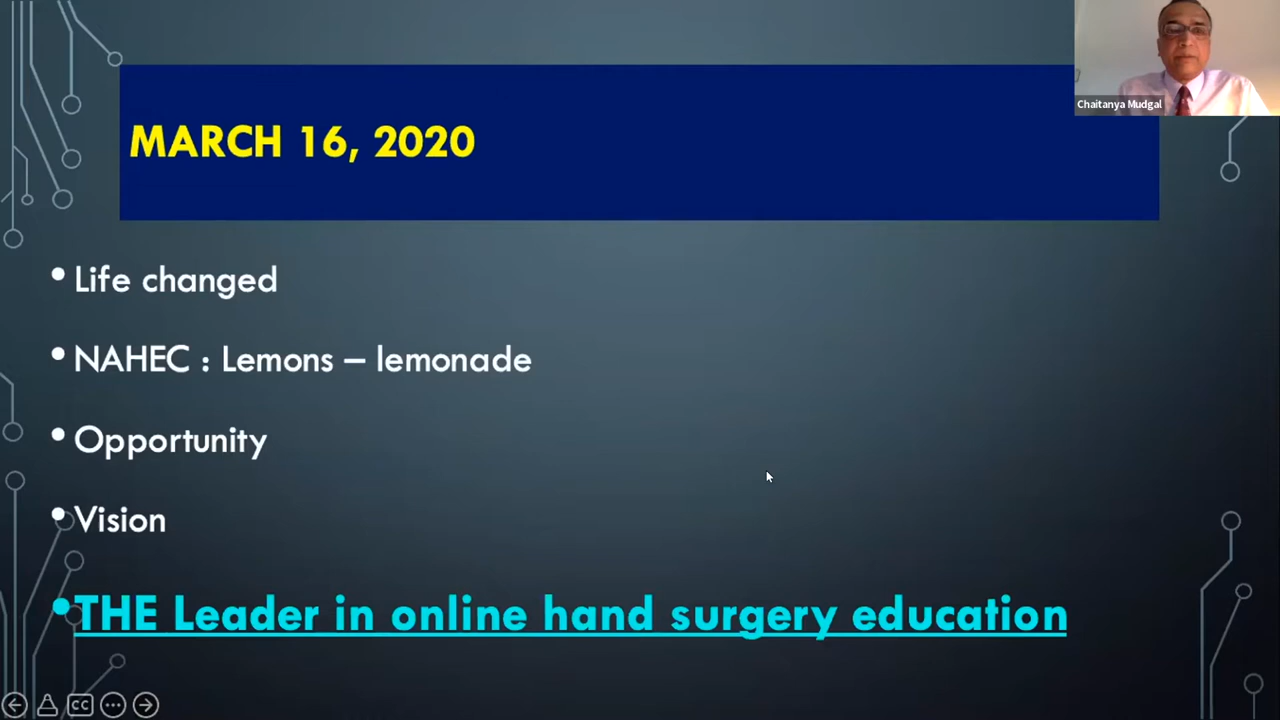 Chaitanya Mudgal
MARCH 16, 2020
• Life changed
• NAHEC : Lemons – lemonade
• Opportunity
• Vision
• THE Leader in online hand surgery education
CC